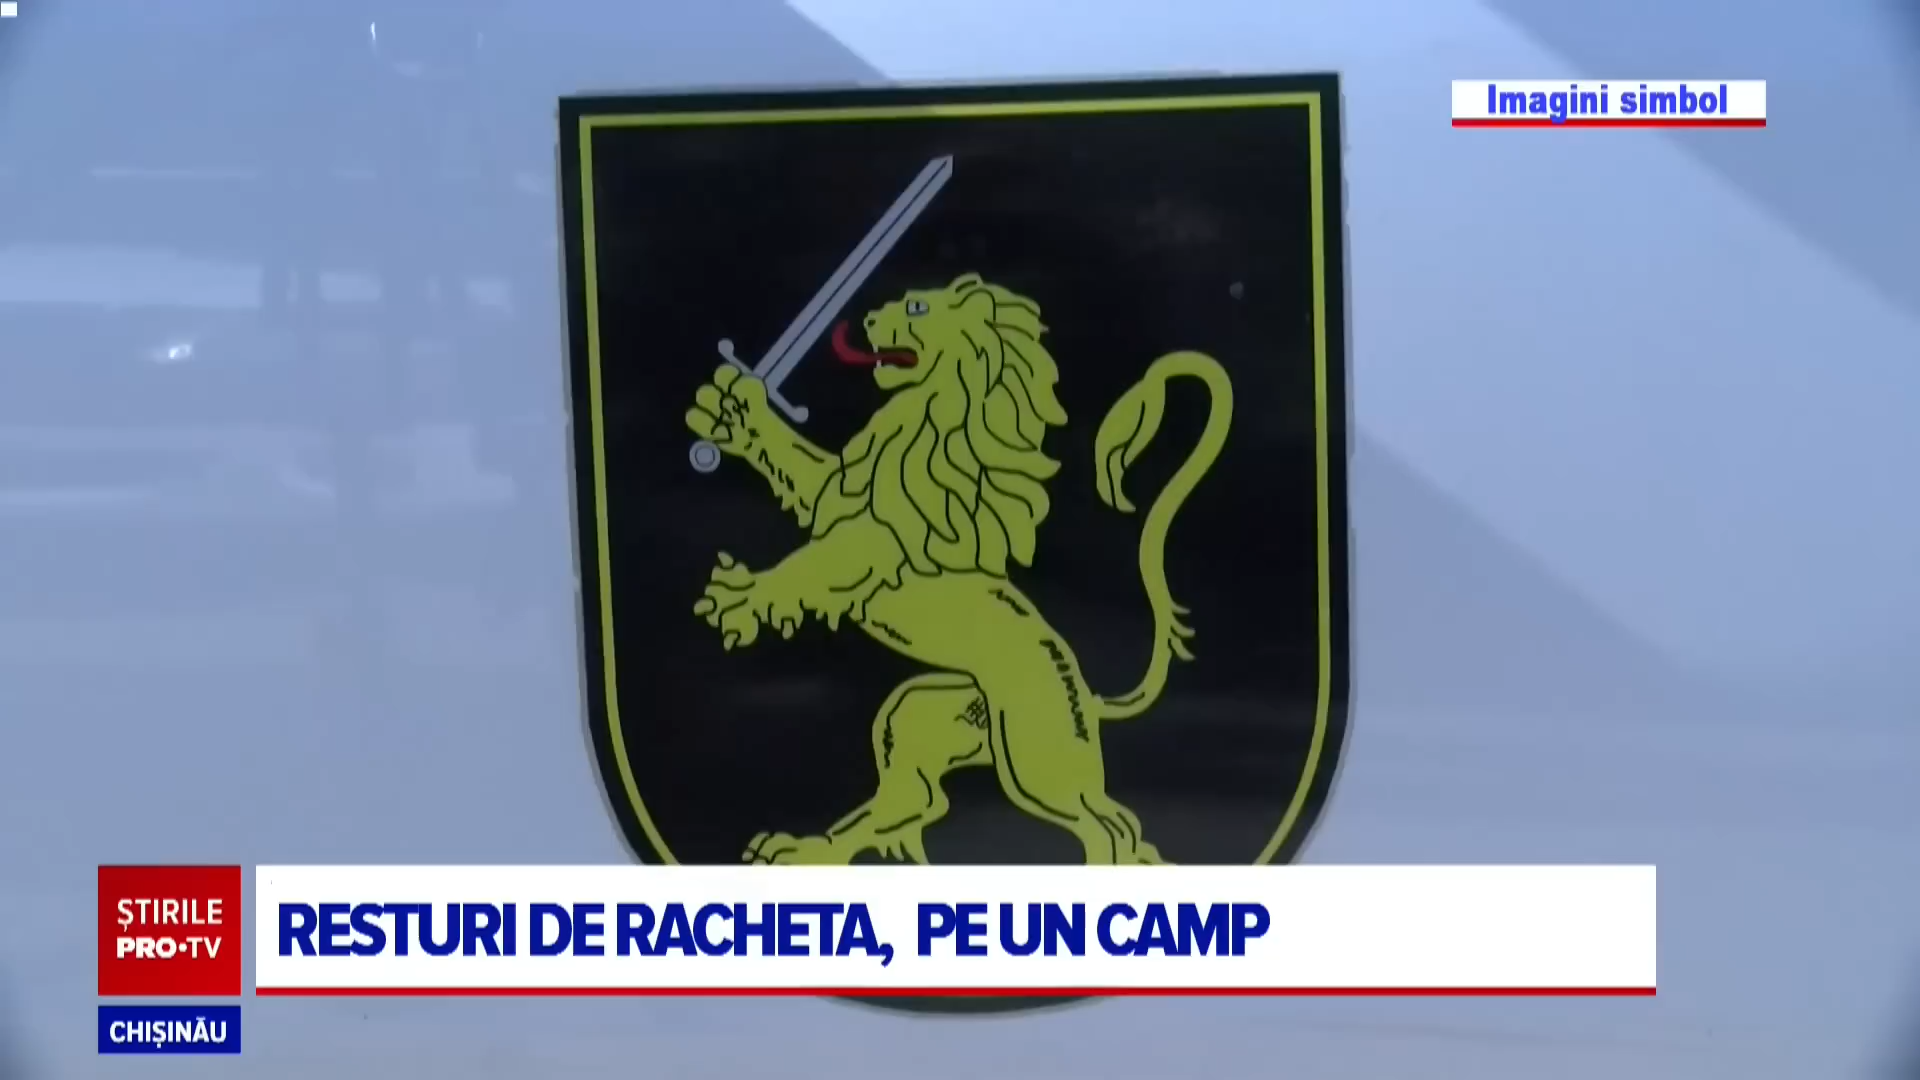 Imagini simbol
ȘTIRILE
PRO•TV
RESTURI DE RACHETA, PE UN CAMP
CHIȘINĂU